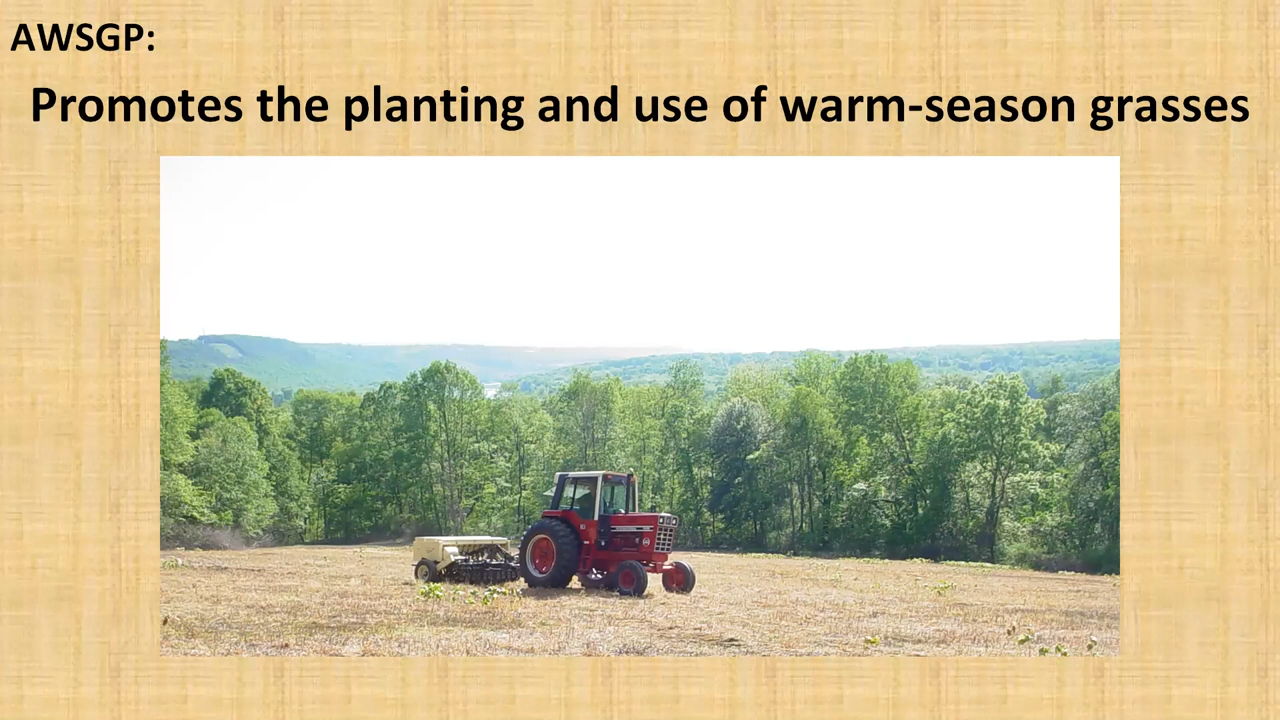 AWSGP:
Promotes the planting and use of warm-season grasses